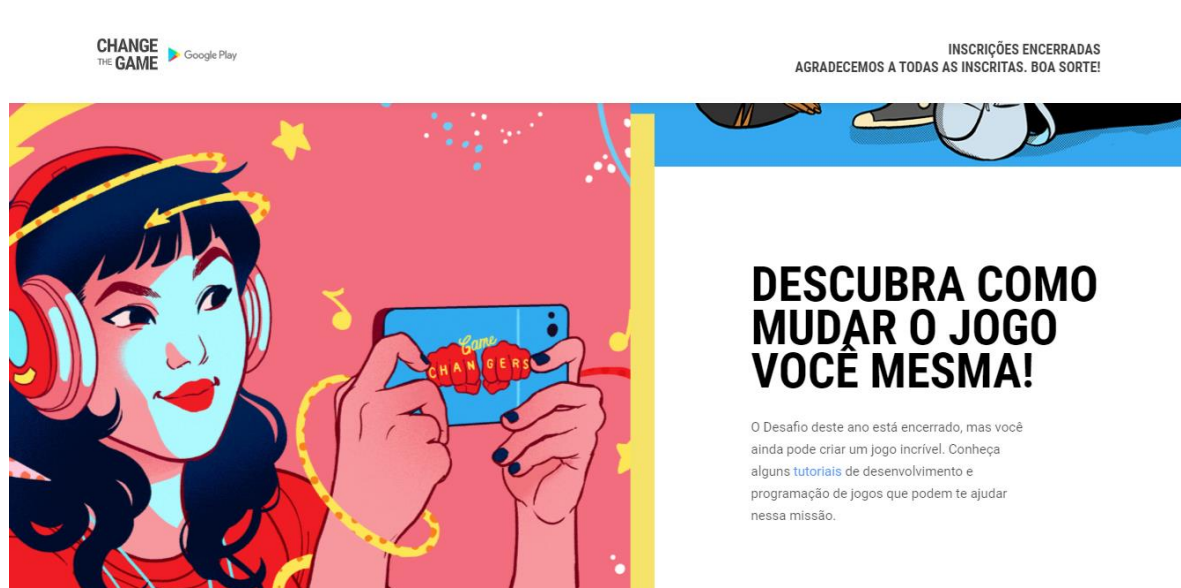 CHANGE
THE GAME
Google Play
INSCRIÇÕES ENCERRADAS
AGRADECEMOS A TODAS AS INSCRITAS. BOA SORTE!
Game
CHANGERS
DESCUBRA COMO
MUDAR O JOGO
VOCÊ MESMA!
O Desafio deste ano está encerrado, mas você
ainda pode criar um jogo incrível. Conheça
alguns tutoriais de desenvolvimento e
programação de jogos que podem te ajudar
nessa missão.